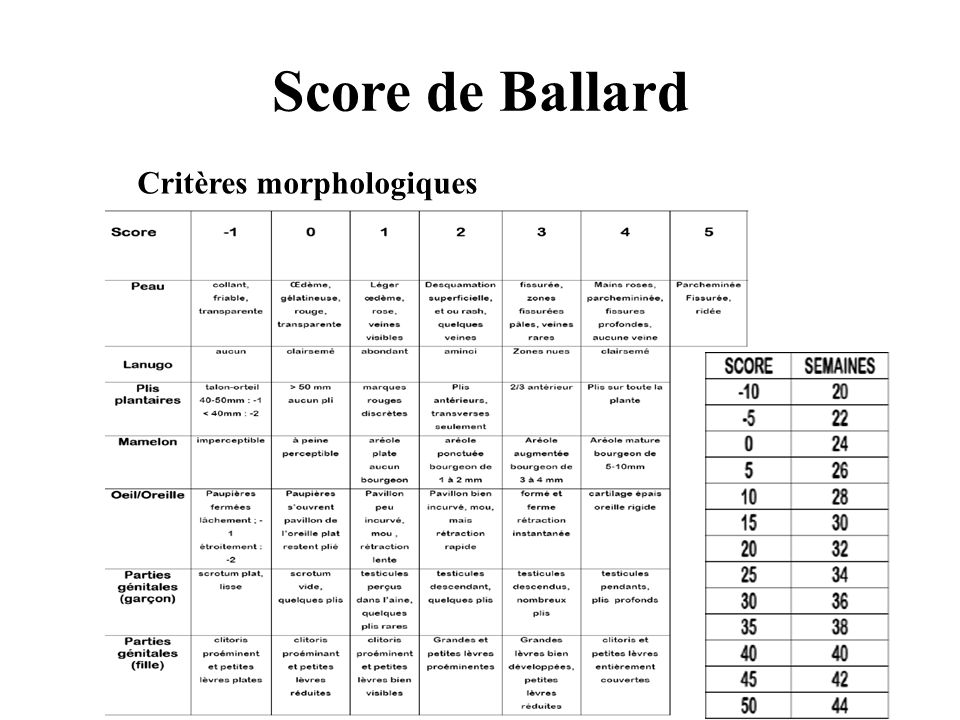 Score de Ballard
Critères morphologiques
Score -1 0 1 2 3 4 5
Peau
collant,
friable,
transparente
Œdème,
gélatineuse,
rouge,
transparente
Léger
œdème,
rose,
veines
visibles
Desquamation
superficielle,
et ou rash,
quelques
veines
fissurée,
zones
fissurées
pâles, veines
rares
Mains roses,
parchemininée,
fissures
profondes,
aucune veine
Parcheminée
Fissurée,
ridée
Lanugo
aucun
clairsemé
abondant
aminci
Zones nues
clairsemé
Plis
plantaires
talon-orteil
40-50mm : -1
< 40mm : -2
> 50 mm
aucun pli
marques
rouges
discrètes
Plis
antérieurs,
transverses
seulement
2/3 antérieur
Plis sur toute la
plante
Mamelon
imperceptible
à peine
perceptible
aréole
plate
aucun
bourgeon
aréole
ponctuée
bourgeon de
1 à 2 mm
Aréole
augmentée
bourgeon de
3 à 4 mm
Aréole mature
bourgeon de
5-10mm
Oeil/Oreille
Paupières
fermées
lâchement ; -
1
étroitement :
-2
Paupières
s'ouvrent
pavillon de
l'oreille plat
restent plié
Pavillon
peu
incurvé,
mou ,
rétraction
lente
Pavillon bien
incurvé, mou,
mais
rétraction
rapide
formé et
ferme
rétraction
instantanée
cartilage épais
oreille rigide
Parties
génitales
(garçon)
scrotum plat,
lisse
scrotum
vide,
quelques plis
testicules
perçus
dans l'aine,
quelques
plis rares
testicules
descendant,
quelques plis
testicules
descendus,
nombreux
plis
testicules
pendants,
plis profonds
Parties
génitales
(fille)
clitoris
proéminent
et petites
lèvres plates
clitoris
proéminant
et petites
lèvres
réduites
clitoris
proéminent
et petites
lèvres bien
visibles
Grandes et
petites lèvres
proéminentes
Grandes
lèvres bien
développées,
petites
lèvres
réduites
clitoris et
petites lèvres
entièrement
couvertes
SCORE SEMAINES
-10 20
-5 22
0 24
5 26
10 28
15 30
20 32
25 34
30 36
35 38
40 40
45 42
50 44